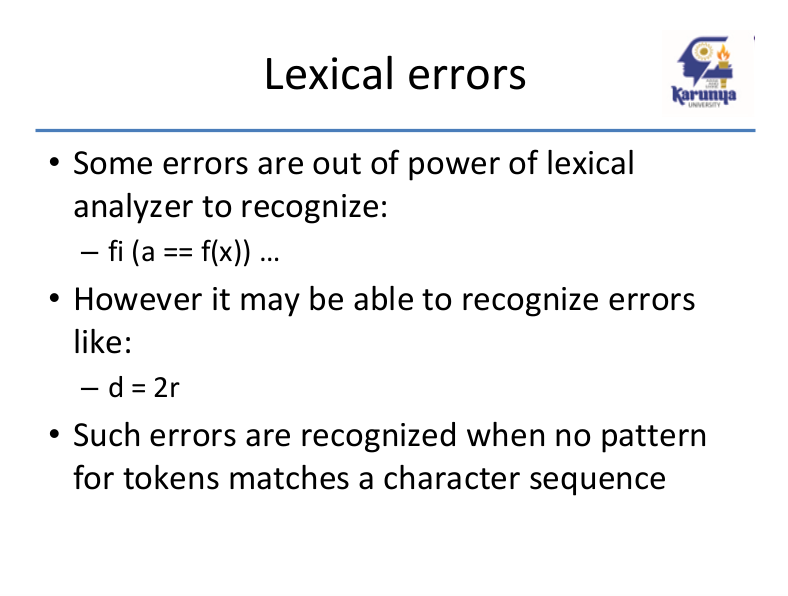 Lexical errors
Karunya
UNIVERSITY
• Some errors are out of power of lexical
analyzer to recognize:
– fi (a == f(x)) …
• However it may be able to recognize errors
like:
– d = 2r
• Such errors are recognized when no pattern
for tokens matches a character sequence